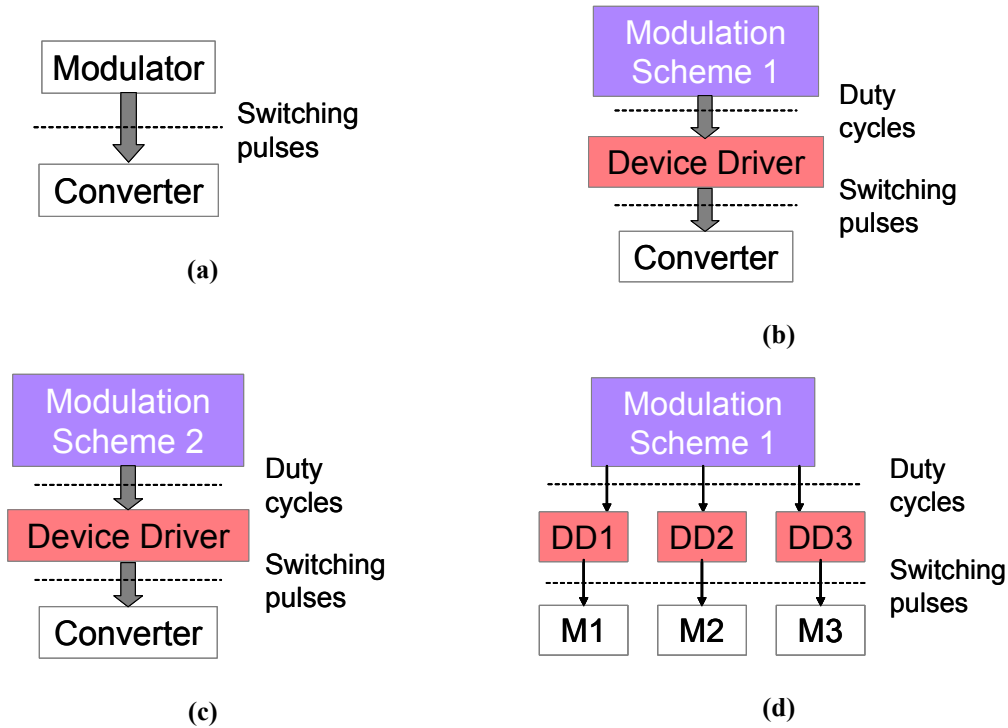 Modulator
Switching
pulses
Converter
(a)
Modulation
Scheme 1
Duty
cycles
Device Driver
Switching
pulses
Converter
(b)
Modulation
Scheme 2
Duty
cycles
Device Driver
Switching
pulses
Converter
(c)
Modulation
Scheme 1
Duty
cycles
DD1 DD2 DD3
Switching
pulses
M1 M2 M3
(d)